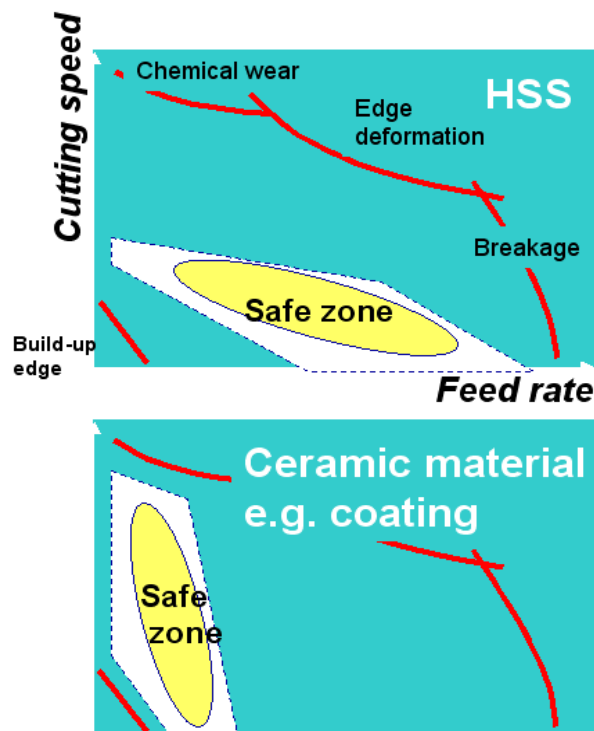 Cutting speed
Chemical wear
HSS
Edge
deformation
Breakage
Safe zone
Build-up
edge
Feed rate
Ceramic material
e.g. coating
Safe
zone